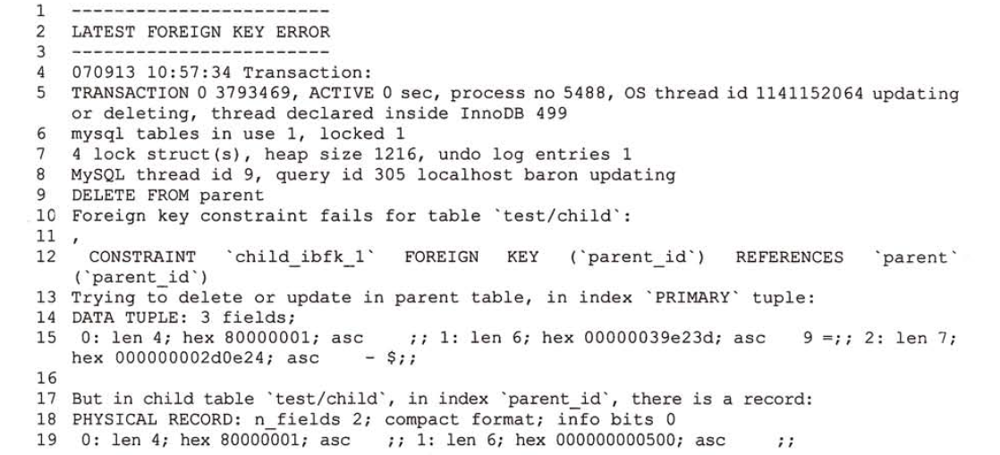 1 ------------------------
2 LATEST FOREIGN KEY ERROR
3 ------------------------
4 070913 10:57:34 Transaction:
5 TRANSACTION 0 3793469, ACTIVE 0 sec, process no 5488, OS thread id 1141152064 updating
or deleting, thread declared inside InnoDB 499
6 mysql tables in use 1, locked 1
7 4 lock struct(s), heap size 1216, undo log entries 1
8 MySQL thread id 9, query id 305 localhost baron updating
9 DELETE FROM parent
10 Foreign key constraint fails for table `test/child`:
11 ,
12 CONSTRAINT `child_ibfk_1` FOREIGN KEY (`parent_id`) REFERENCES `parent`
(`parent_id`)
13 Trying to delete or update in parent table, in index `PRIMARY` tuple:
14 DATA TUPLE: 3 fields;
15 0: len 4; hex 80000001; asc ;; 1: len 6; hex 00000039e23d; asc 9 =;; 2: len 7;
hex 000000002d0e24; asc - $;;
16
17 But in child table `test/child`, in index `parent_id`, there is a record:
18 PHYSICAL RECORD: n_fields 2; compact format; info bits 0
19 0: len 4; hex 80000001; asc ;; 1: len 6; hex 000000000500; asc ;;